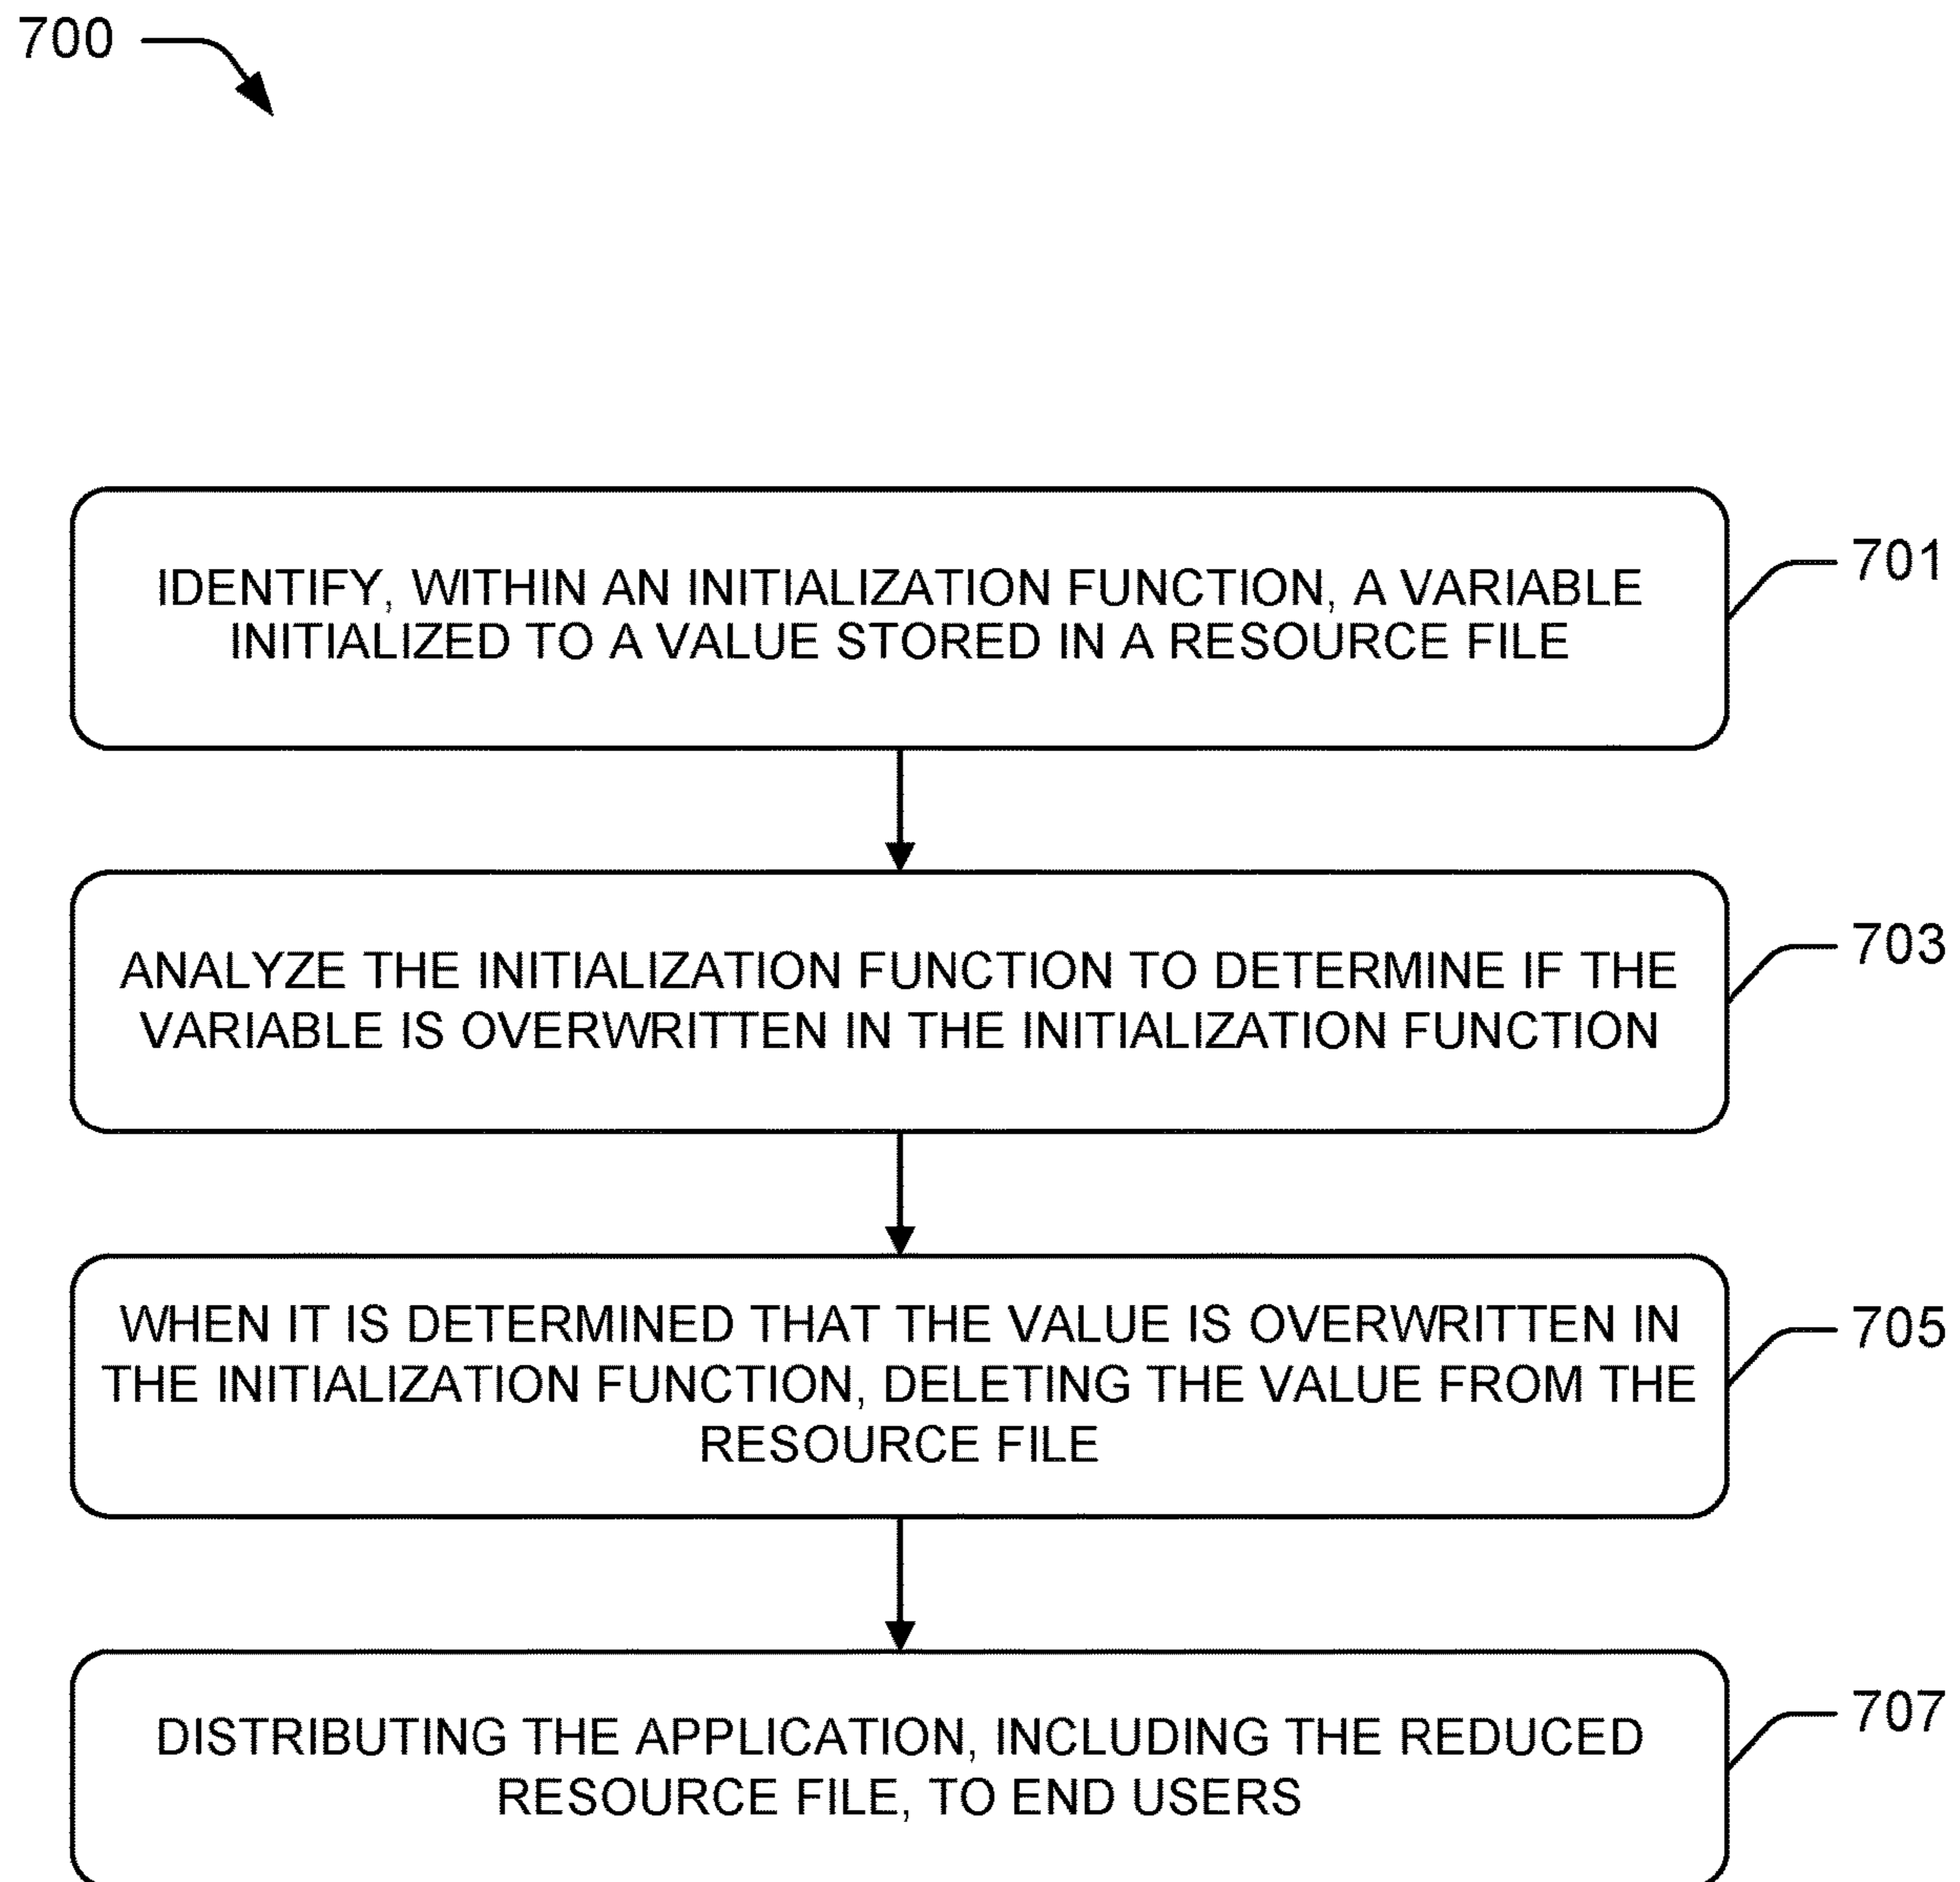 700
IDENTIFY, WITHIN AN INITIALIZATION FUNCTION, A VARIABLE
INITIALIZED TO A VALUE STORED IN A RESOURCE FILE
701
ANALYZE THE INITIALIZATION FUNCTION TO DETERMINE IF THE
VARIABLE IS OVERWRITTEN IN THE INITIALIZATION FUNCTION
703
WHEN IT IS DETERMINED THAT THE VALUE IS OVERWRITTEN IN
THE INITIALIZATION FUNCTION, DELETING THE VALUE FROM THE
RESOURCE FILE
705
DISTRIBUTING THE APPLICATION, INCLUDING THE REDUCED
RESOURCE FILE, TO END USERS
707